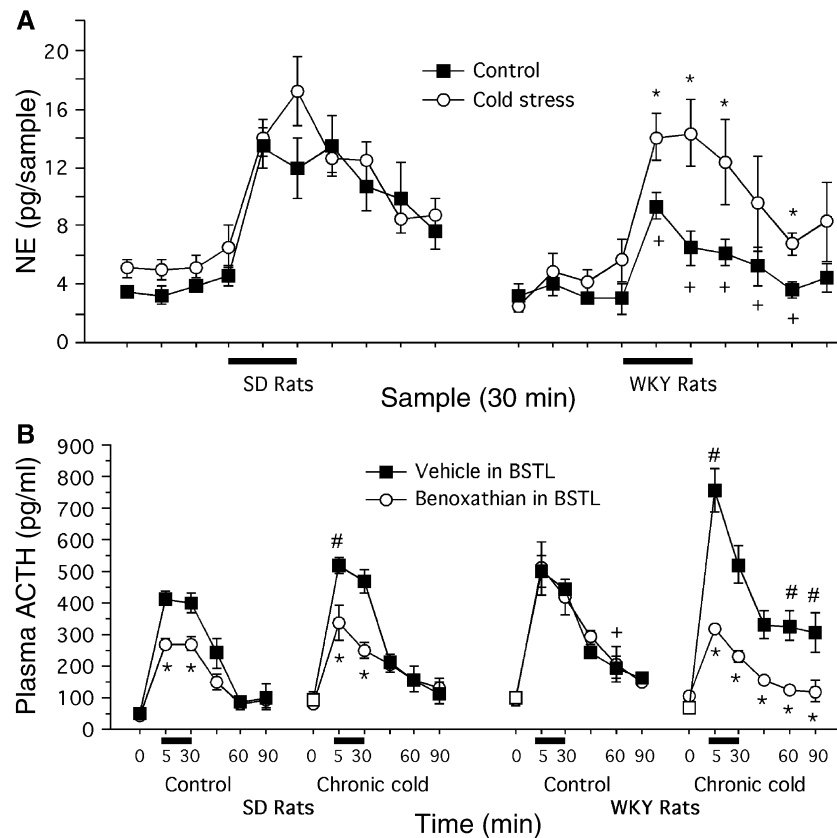 A
NE (pg/sample)
20
16
12
8
4
0
Control
Cold stress
* * *
*
+
+ + + +
SD Rats
WKY Rats
Sample (30 min)
B
Plasma ACTH (pg/ml)
900
800
700
600
500
400
300
200
100
0
Vehicle in BSTL
Benoxathian in BSTL
* *
#
* *
+
#
# #
* * * * *
0 5 30 60 90
0 5 30 60 90
0 5 30 60 90
0 5 30 60 90
Control
Chronic cold
Control
Chronic cold
SD Rats
WKY Rats
Time (min)